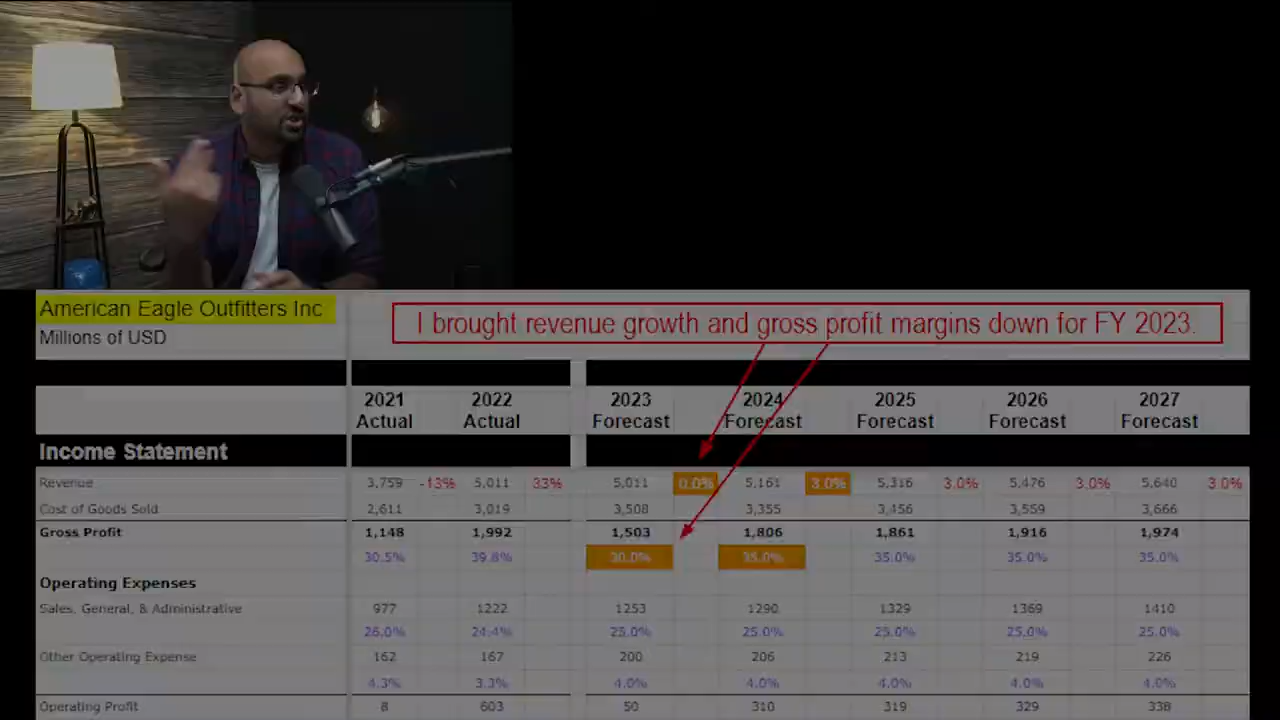 American Eagle Outfitters Inc
I brought revenue growth and gross profit margins down for FY 2023.
Millions of USD
2021 2022 2023 2024 2025 2026 2027
Actual Actual Forecast Forecast Forecast Forecast Forecast
Income Statement
Revenue 3,759 -13% 5,011 33% 5,011 0.0% 5,161 3.0% 5,316 3.0% 5,476 3.0% 5,640 3.0%
Cost of Goods Sold 2,611 3,019 3,508 3,355 3,456 3,559 3,666
Gross Profit 1,148 1,992 1,503 1,806 1,861 1,916 1,974
30.5% 39.8% 30.0% 35.0% 35.0% 35.0% 35.0%
Operating Expenses
Sales, General, & Administrative 977 1222 1253 1290 1329 1369 1410
26.0% 24.4% 25.0% 25.0% 25.0% 25.0% 25.0%
Other Operating Expense 162 167 200 206 213 219 226
4.3% 3.3% 4.0% 4.0% 4.0% 4.0% 4.0%
Operating Profit 8 603 50 310 319 329 338